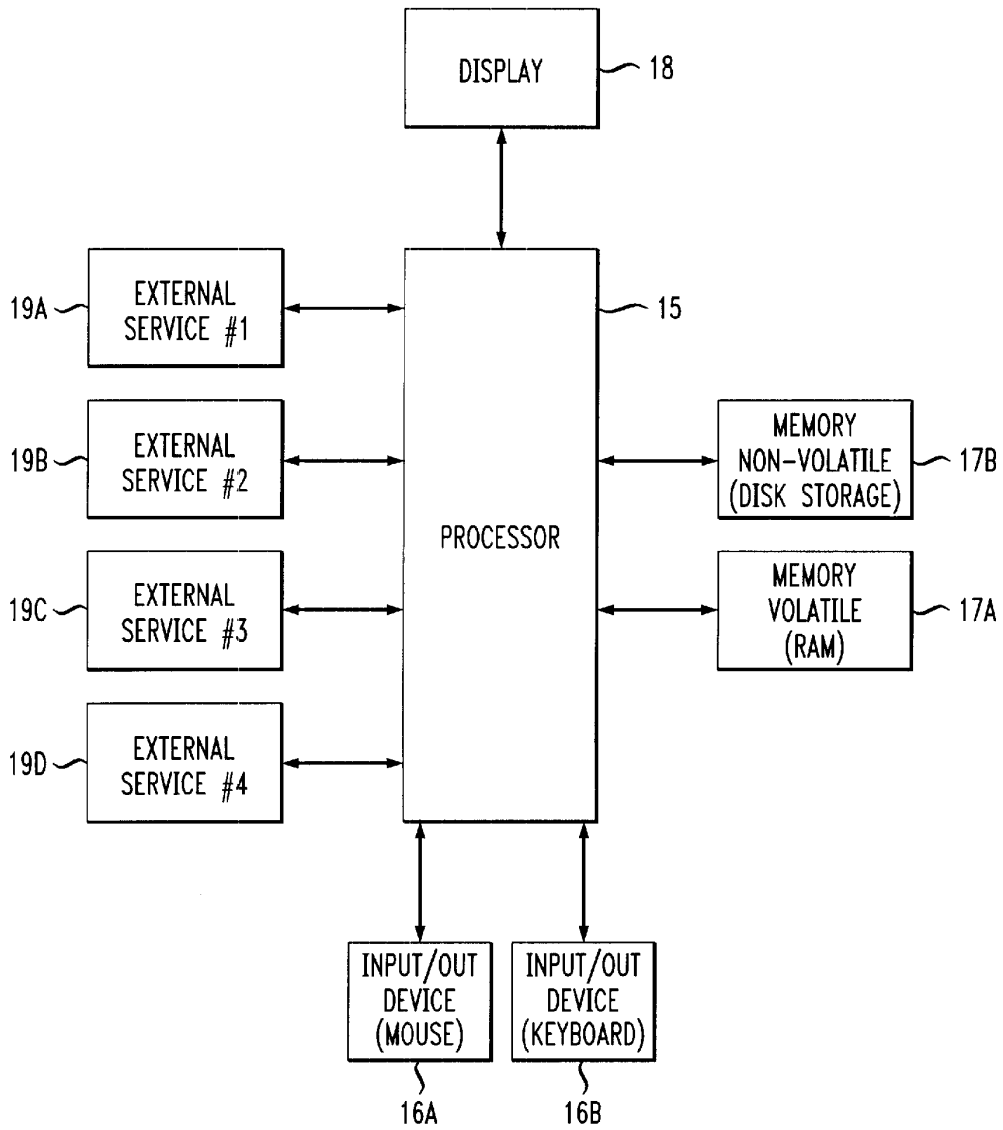 DISPLAY
18
19A
EXTERNAL
SERVICE #1
15
19B
EXTERNAL
SERVICE #2
MEMORY
NON-VOLATILE
(DISK STORAGE)
17B
PROCESSOR
19C
EXTERNAL
SERVICE #3
MEMORY
VOLATILE
(RAM)
17A
19D
EXTERNAL
SERVICE #4
INPUT/OUT
DEVICE
(MOUSE)
16A
INPUT/OUT
DEVICE
(KEYBOARD)
16B